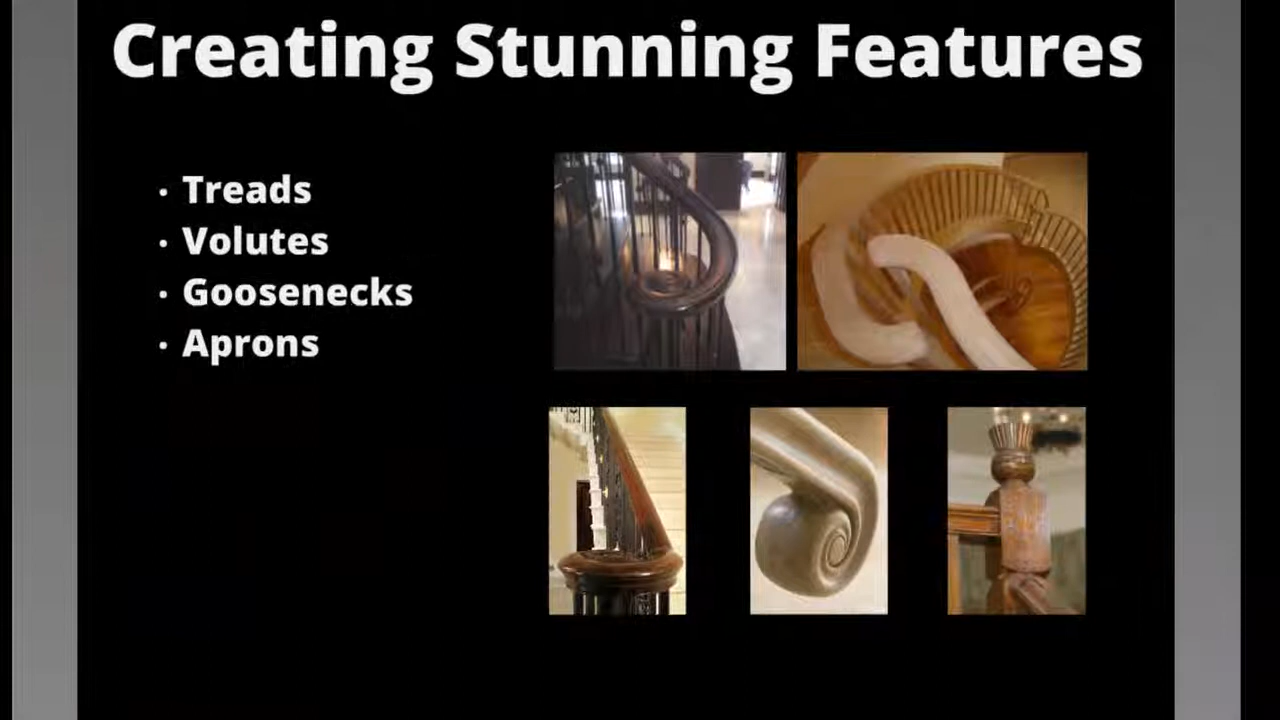 Creating Stunning Features
• Treads
• Volutes
• Goosenecks
• Aprons